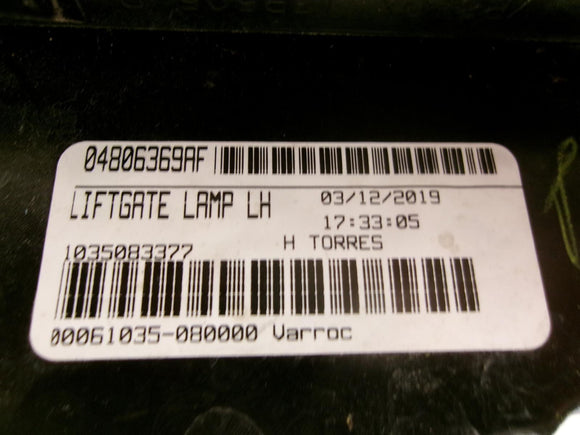 04806369AF
LIFTGATE LAMP LH 03/12/2019
17:33:05
1035083377 H TORRES
00061035-080000 Varroc